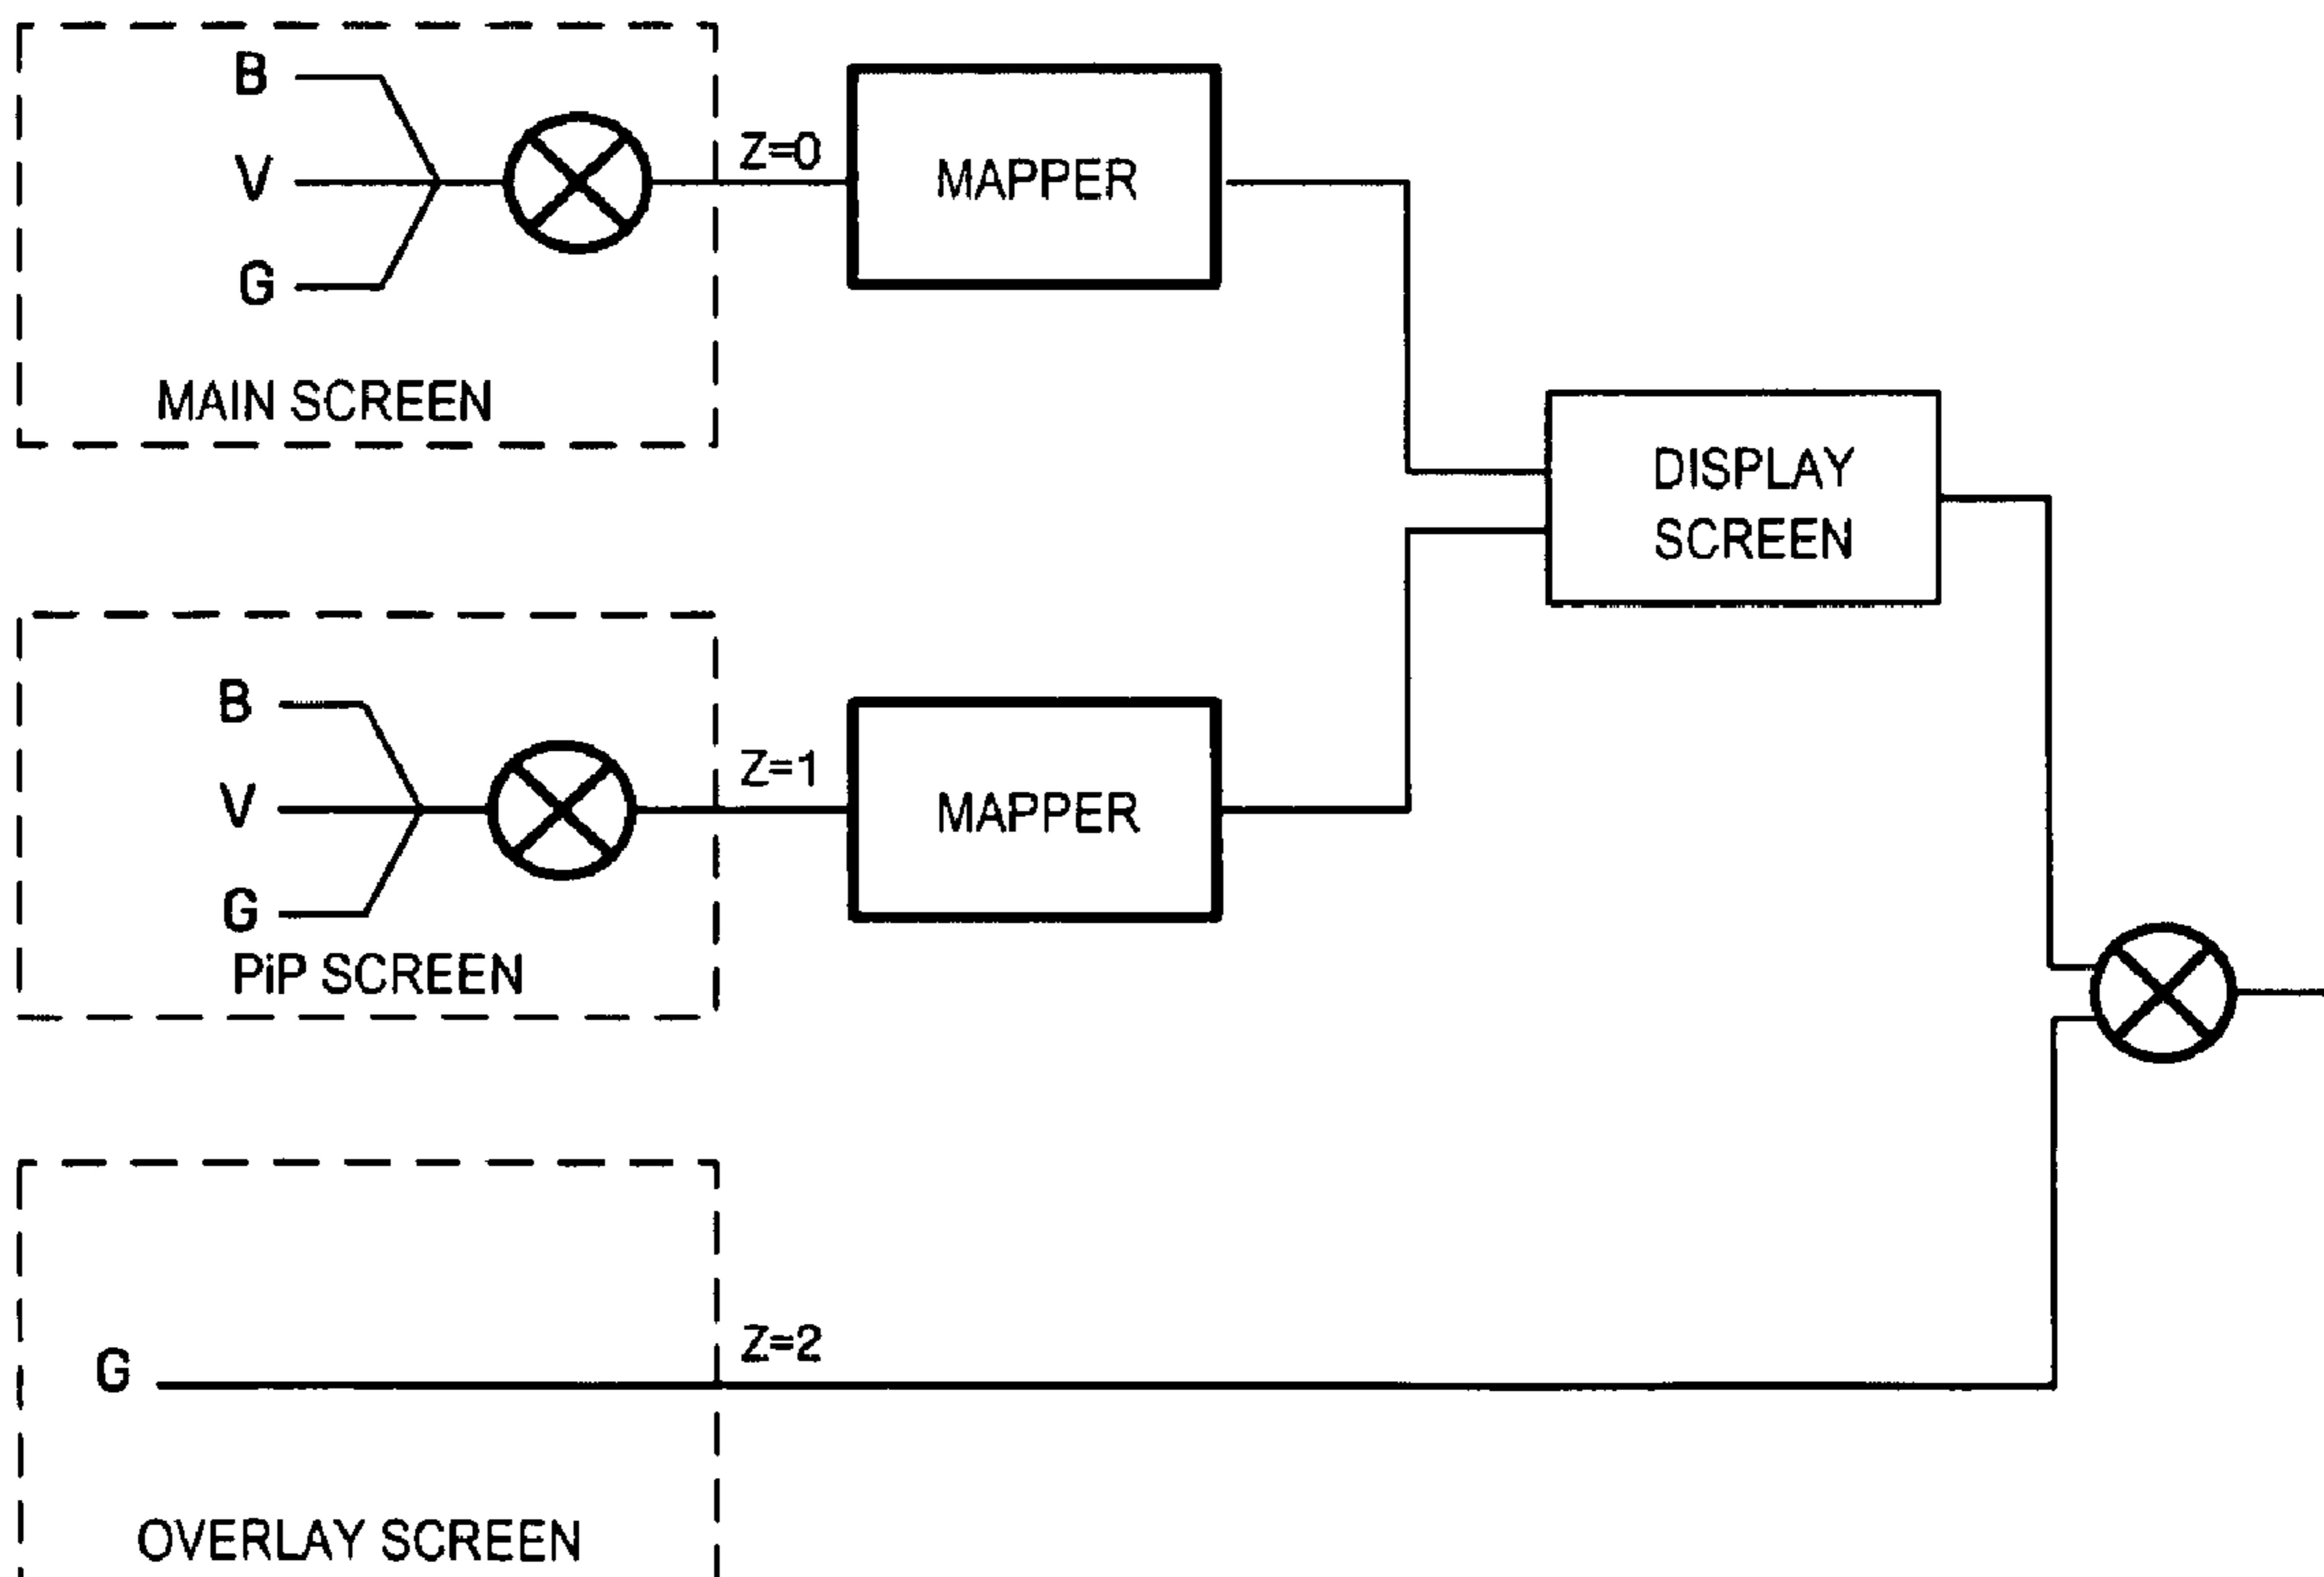 B
V
G
Z=0
MAPPER
MAIN SCREEN
DISPLAY
SCREEN
B
V
G
Z=1
MAPPER
PiP SCREEN
G
Z=2
OVERLAY SCREEN